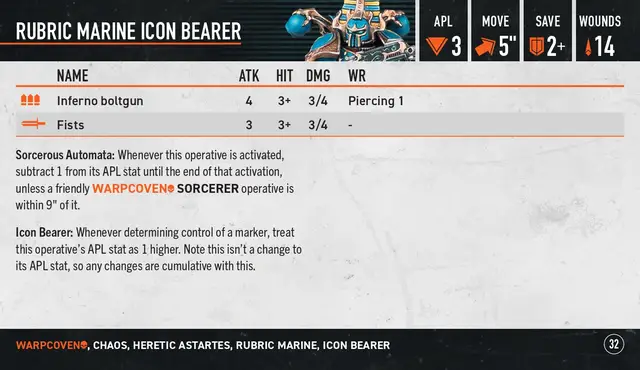 RUBRIC MARINE ICON BEARER
APL MOVE SAVE WOUNDS
3 5" 2+ 14
NAME ATK HIT DMG WR
Inferno boltgun 4 3+ 3/4 Piercing 1
Fists 3 3+ 3/4 -
Sorcerous Automata: Whenever this operative is activated,
subtract 1 from its APL stat until the end of that activation,
unless a friendly WARPCOVEN SORCERER operative is
within 9" of it.
Icon Bearer: Whenever determining control of a marker, treat
this operative's APL stat as 1 higher. Note this isn't a change to
its APL stat, so any changes are cumulative with this.
WARPCOVEN, CHAOS, HERETIC ASTARTES, RUBRIC MARINE, ICON BEARER
32